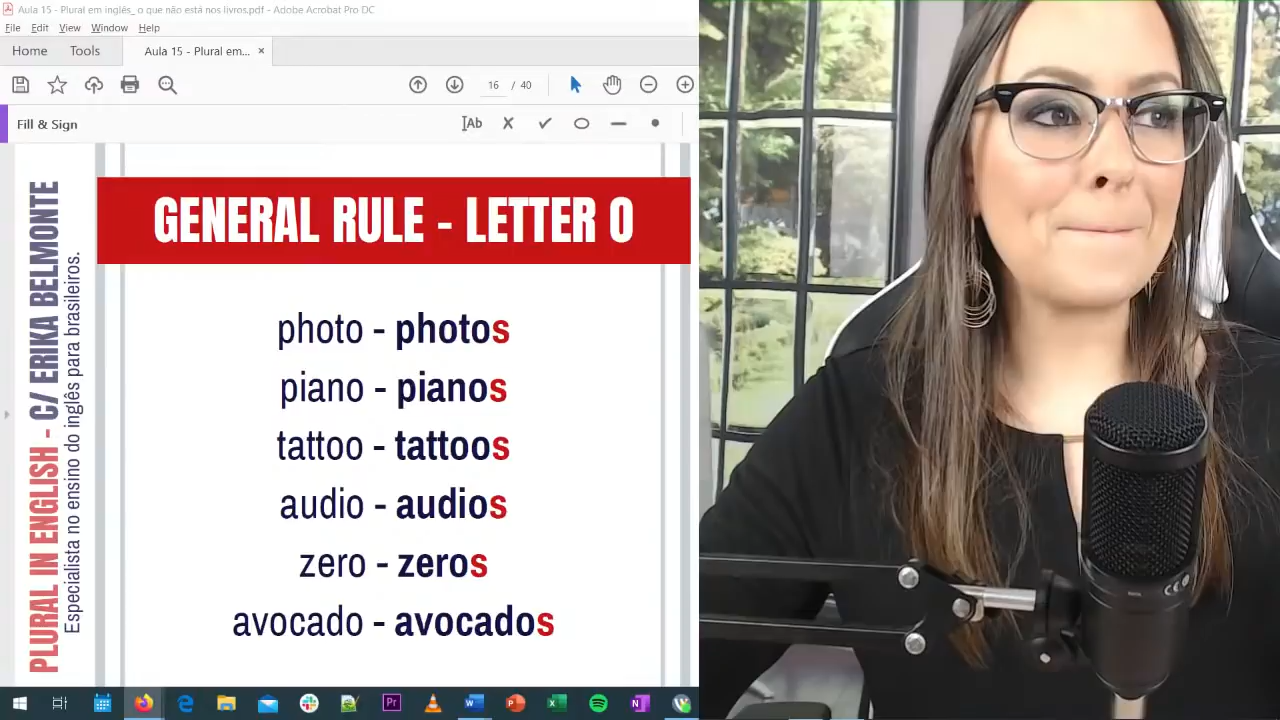 Aula 15 - Plural em inglês_ o que não está nos livros.pdf - Adobe Acrobat Pro DC
File Edit View Window Help
Home Tools Aula 15 - Plural em... ×
16 / 40
Fill & Sign
Ab
PLURAL IN ENGLISH - C/ ERIKA BELMONTE
Especialista no ensino do inglês para brasileiros.
GENERAL RULE - LETTER O
photo - photos
piano - pianos
tattoo - tattoos
audio - audios
zero - zeros
avocado - avocados